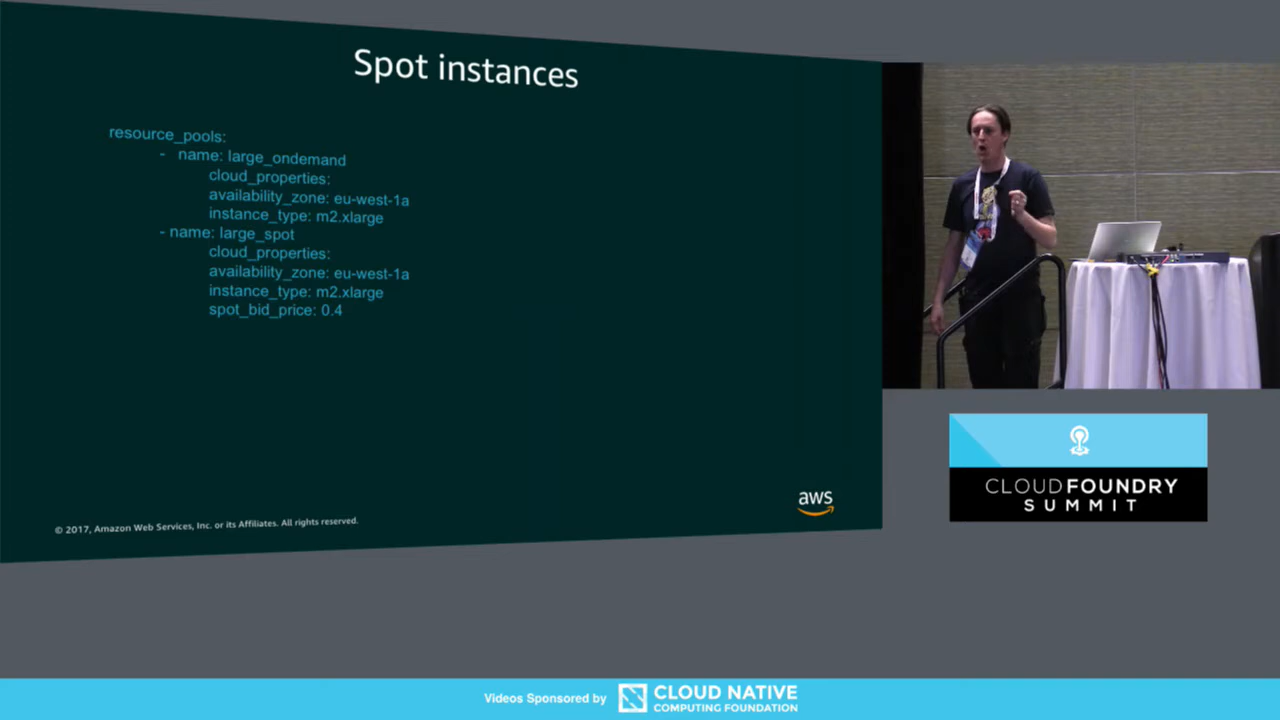 Spot instances
resource_pools:
- name: large_ondemand
cloud_properties:
availability_zone: eu-west-1a
instance_type: m2.xlarge
- name: large_spot
cloud_properties:
availability_zone: eu-west-1a
instance_type: m2.xlarge
spot_bid_price: 0.4
aws
© 2017, Amazon Web Services, Inc. or its Affiliates. All rights reserved.
CLOUDFOUNDRY
SUMMIT
Videos Sponsored by
CLOUD NATIVE
COMPUTING FOUNDATION